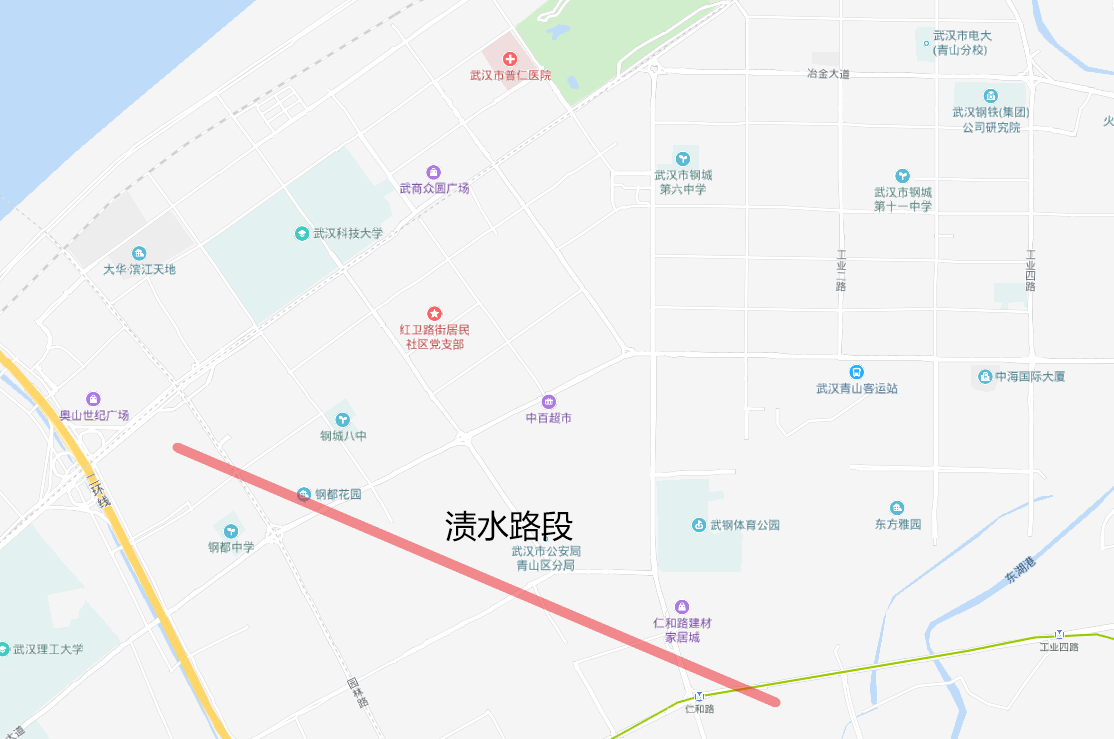 武汉市电大
(青山分校)
武汉市普仁医院
冶金大道
武汉钢铁(集团)
公司研究院
火
武商众圆广场
武汉市钢城
第六中学
武汉市钢城
第十一中学
武汉科技大学
大华·滨江天地
工业二路
工业四路
红卫路街居民
社区党支部
武汉青山客运站
中海国际大厦
奥山世纪广场
中百超市
钢城八中
二环线
钢都花园
渍水路段
武钢体育公园
东方雅园
钢都中学
武汉市公安局
青山区分局
东湖港
仁和路建材
家居城
武汉理工大学
工业四路
园林路
仁和路
大道